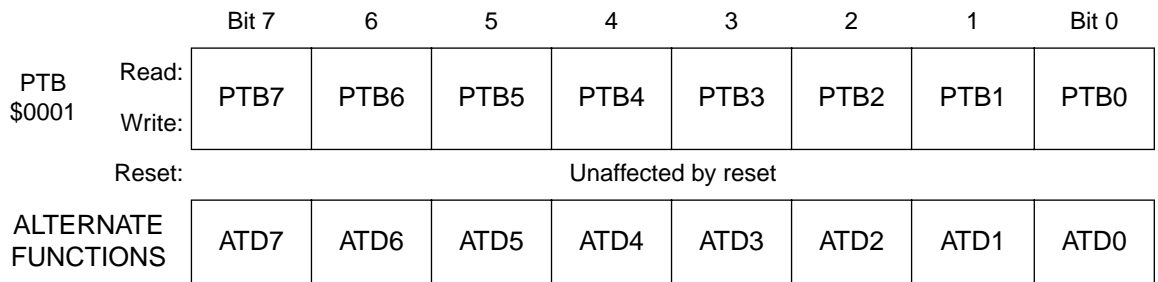 Bit 7 6 5 4 3 2 1 Bit 0
PTB $0001 Read: Write: PTB7 PTB6 PTB5 PTB4 PTB3 PTB2 PTB1 PTB0
Reset: Unaffected by reset
ALTERNATE FUNCTIONS ATD7 ATD6 ATD5 ATD4 ATD3 ATD2 ATD1 ATD0